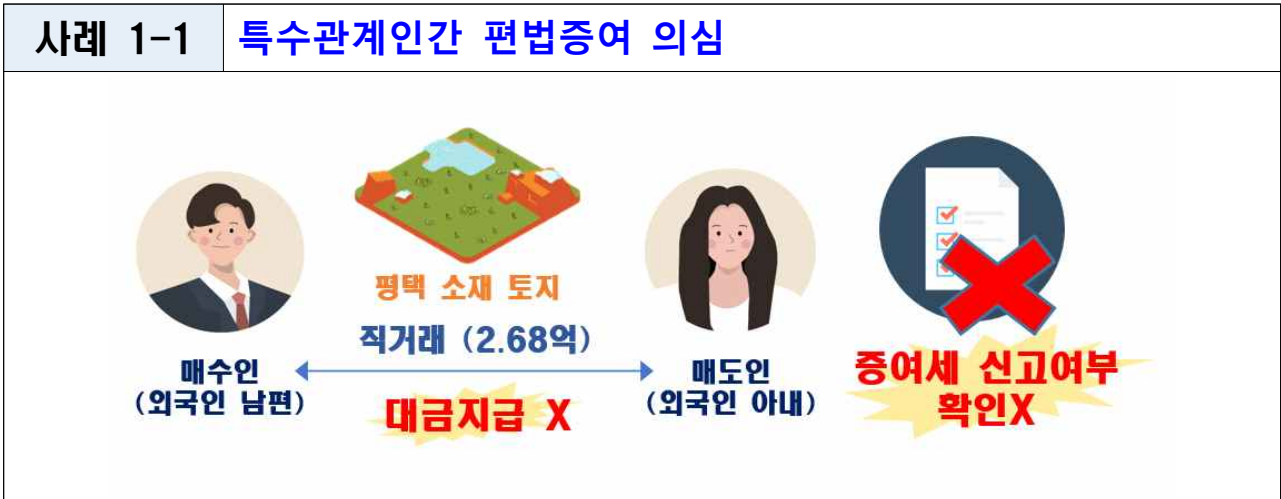 사례 1-1 특수관계인간 편법증여 의심
평택 소재 토지
직거래 (2.68억)
매수인
(외국인 남편)
대금지급 X
매도인
(외국인 아내)
증여세 신고여부
확인X